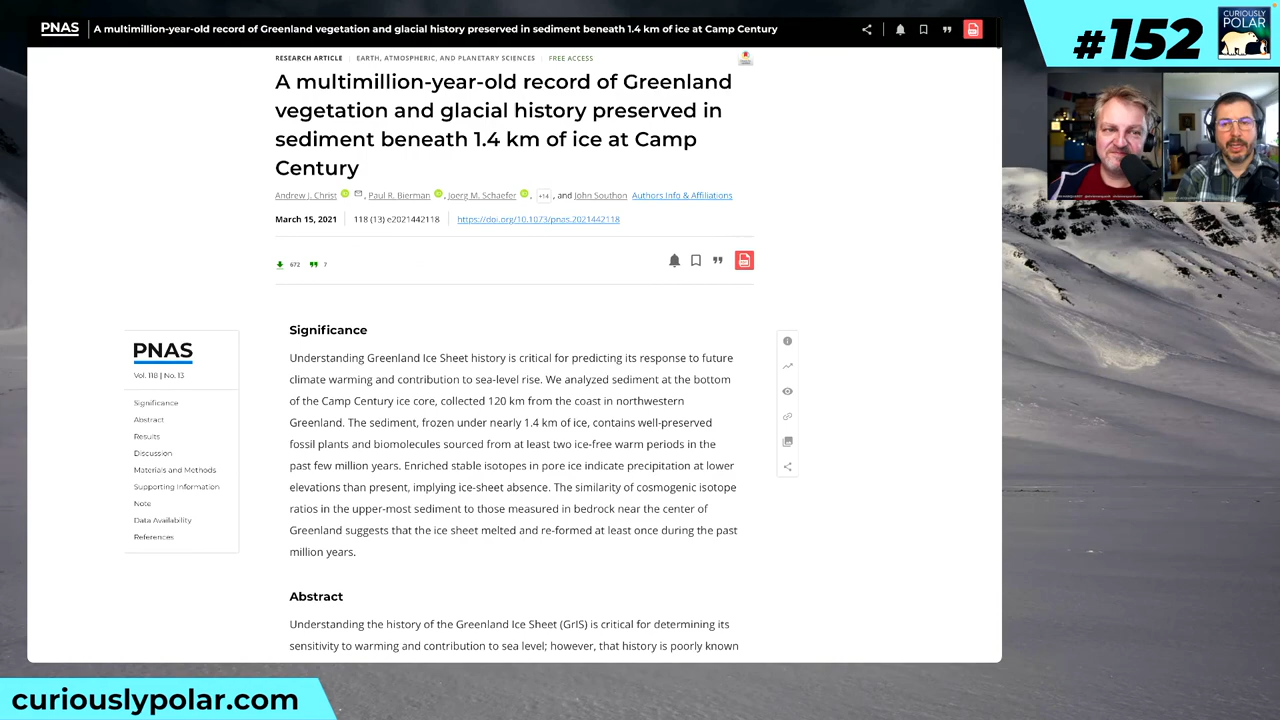 PNAS A multimillion-year-old record of Greenland vegetation and glacial history preserved in sediment beneath 1.4 km of ice at Camp Century
#152
CURIOUSLY
POLAR
RESEARCH ARTICLE | EARTH, ATMOSPHERIC, AND PLANETARY SCIENCES | FREE ACCESS
A multimillion-year-old record of Greenland
vegetation and glacial history preserved in
sediment beneath 1.4 km of ice at Camp
Century
Andrew J. Christ , Paul R. Bierman , Joerg M. Schaefer , +14 , and John Southon Authors Info & Affiliations
March 15, 2021 | 118 (13) e2021442118 | https://doi.org/10.1073/pnas.2021442118
672 7
Significance
Understanding Greenland Ice Sheet history is critical for predicting its response to future
climate warming and contribution to sea-level rise. We analyzed sediment at the bottom
of the Camp Century ice core, collected 120 km from the coast in northwestern
Greenland. The sediment, frozen under nearly 1.4 km of ice, contains well-preserved
fossil plants and biomolecules sourced from at least two ice-free warm periods in the
past few million years. Enriched stable isotopes in pore ice indicate precipitation at lower
elevations than present, implying ice-sheet absence. The similarity of cosmogenic isotope
ratios in the upper-most sediment to those measured in bedrock near the center of
Greenland suggests that the ice sheet melted and re-formed at least once during the past
million years.
Abstract
Understanding the history of the Greenland Ice Sheet (GrIS) is critical for determining its
sensitivity to warming and contribution to sea level; however, that history is poorly known
PNAS
Vol. 118 | No. 13
Significance
Abstract
Results
Discussion
Materials and Methods
Supporting Information
Note
Data Availability
References
curiouslypolar.com